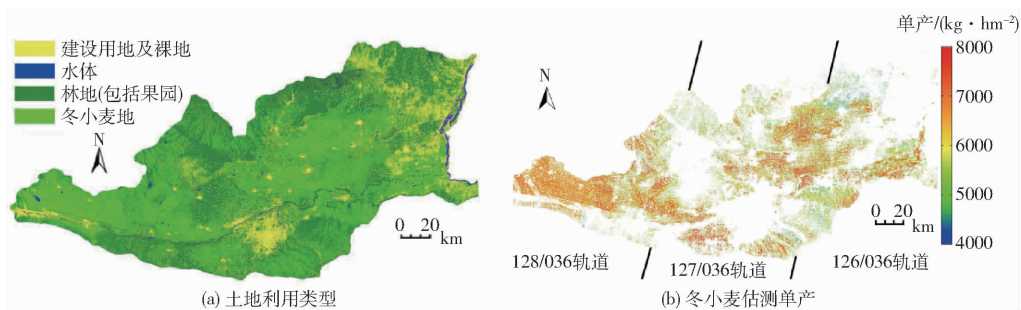 建设用地及裸地
水体
林地(包括果园)
冬小麦地
N
0 20
km
(a) 土地利用类型
单产/(kg·hm⁻²)
8000
7000
6000
5000
4000
N
0 20
km
128/036轨道
127/036轨道
126/036轨道
(b) 冬小麦估测单产